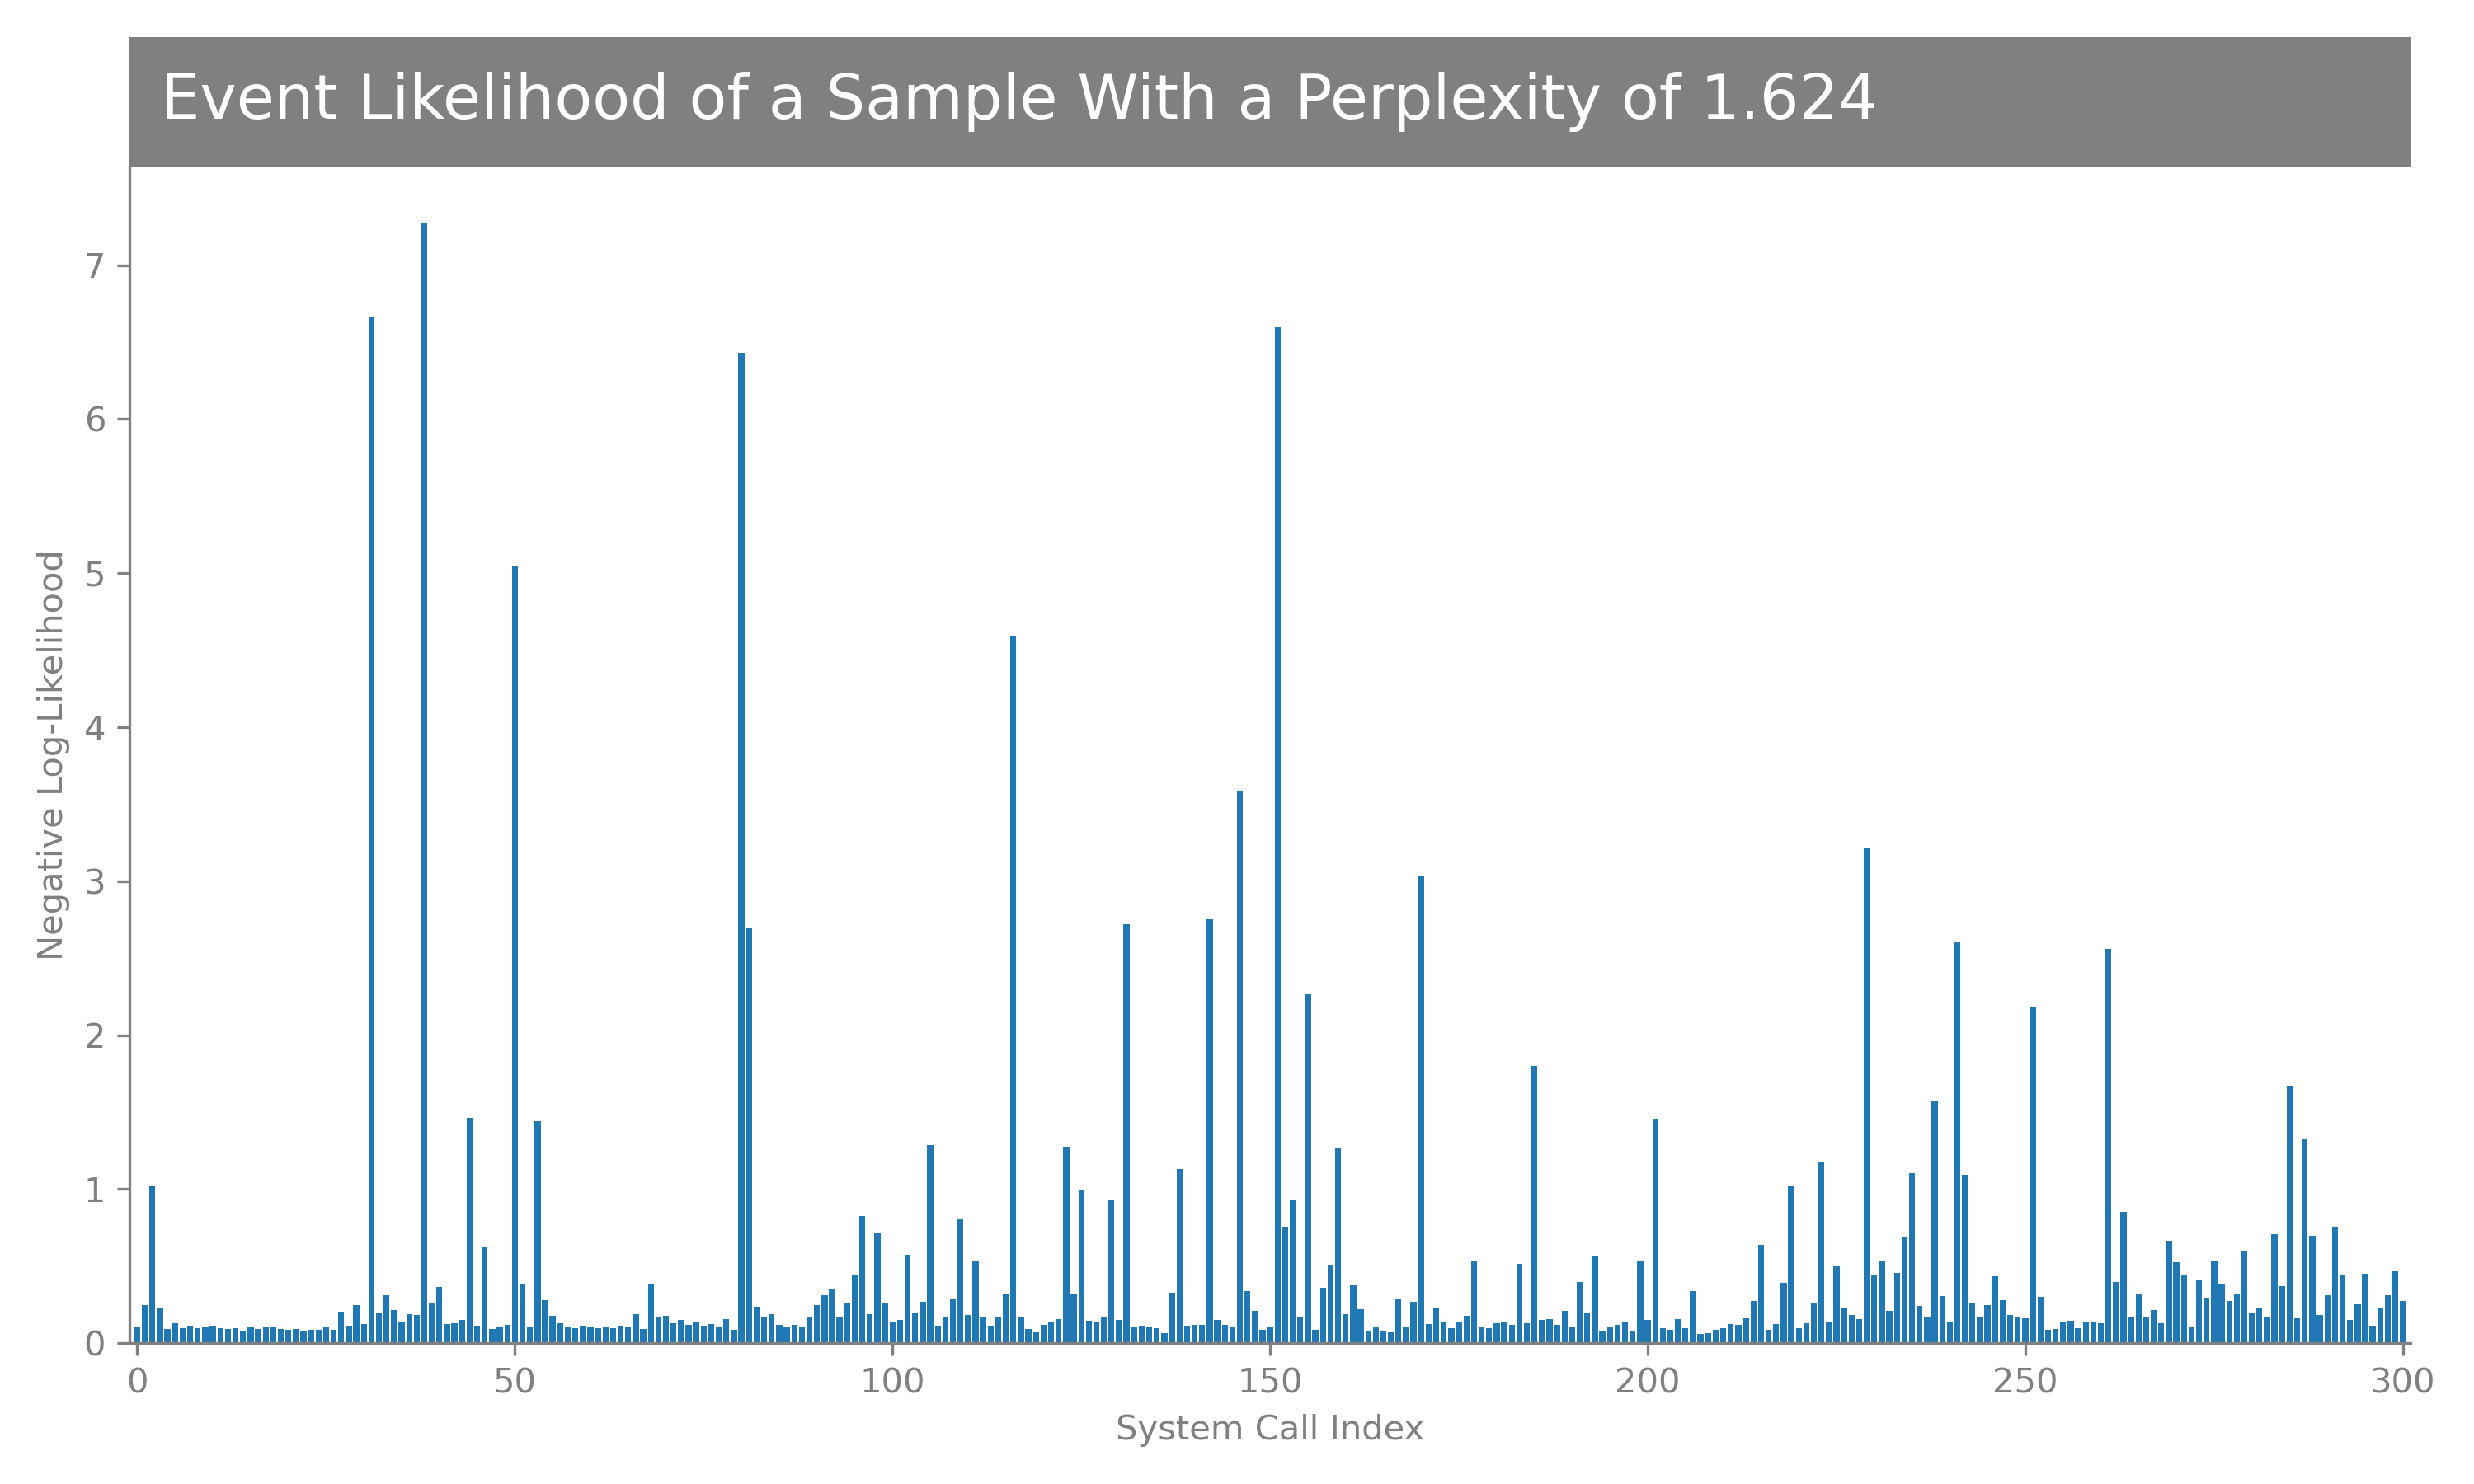 Event Likelihood of a Sample With a Perplexity of 1.624
Negative Log-Likelihood
7
6
5
4
3
2
1
0
0 50 100 150 200 250 300
System Call Index